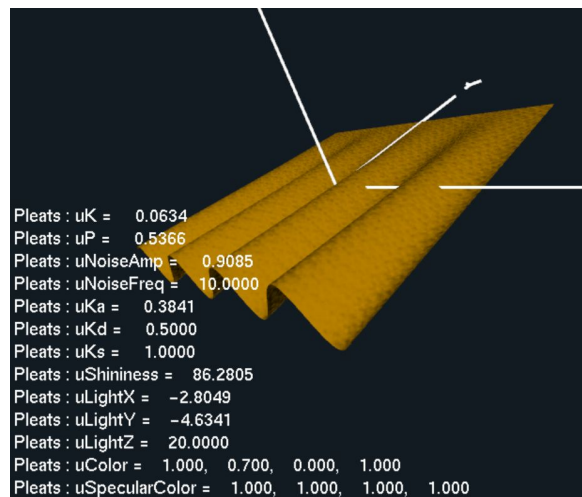 Y
Pleats : uK = 0.0634
Pleats : uP = 0.5366
Pleats : uNoiseAmp = 0.9085
Pleats : uNoiseFreq = 10.0000
Pleats : uKa = 0.3841
Pleats : uKd = 0.5000
Pleats : uKs = 1.0000
Pleats : uShininess = 86.2805
Pleats : uLightX = −2.8049
Pleats : uLightY = −4.6341
Pleats : uLightZ = 20.0000
Pleats : uColor = 1.000, 0.700, 0.000, 1.000
Pleats : uSpecularColor = 1.000, 1.000, 1.000, 1.000